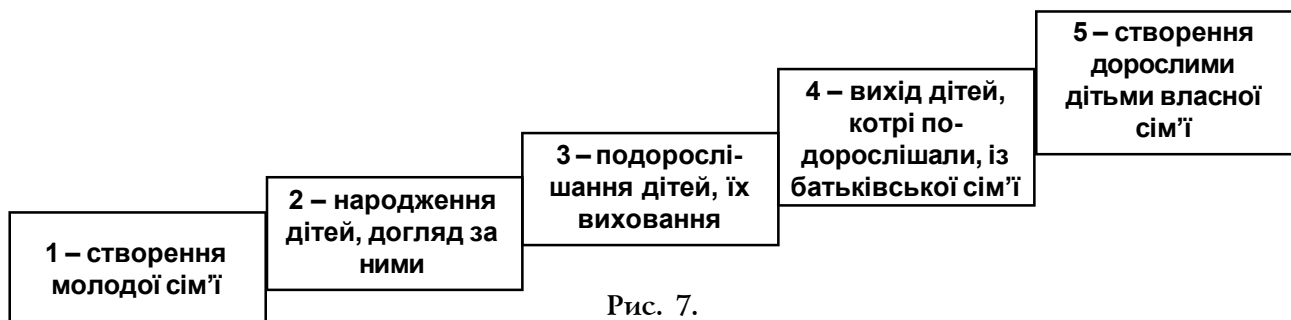 1 – створення
молодої сім’ї
2 – народження
дітей, догляд за
ними
3 – подорослі-
шання дітей, їх
виховання
4 – вихід дітей,
котрі по-
дорослішали, із
батьківської сім’ї
5 – створення
дорослими
дітьми власної
сім’ї
Рис. 7.